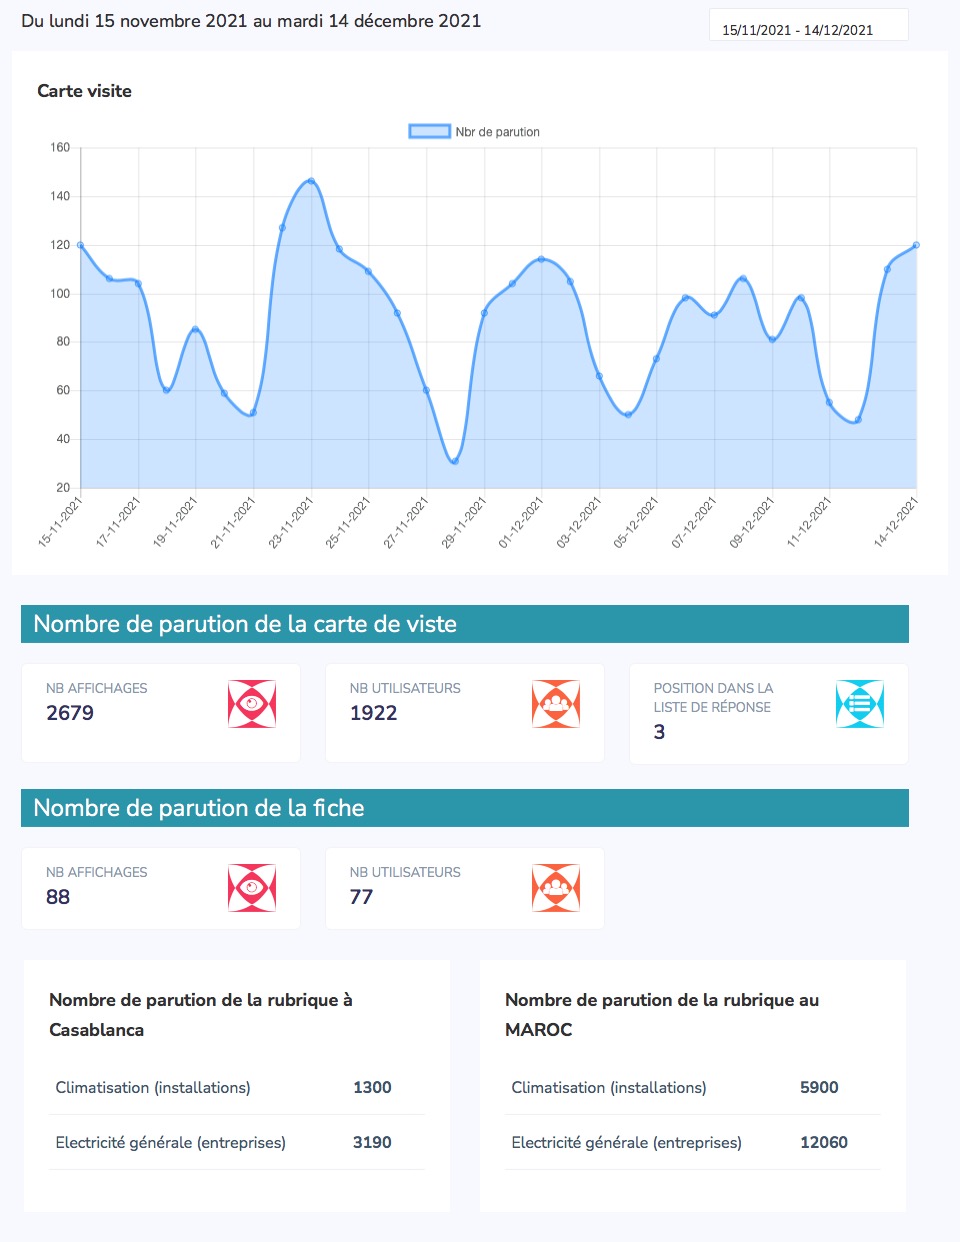 Du lundi 15 novembre 2021 au mardi 14 décembre 2021
15/11/2021 - 14/12/2021
Carte visite
Nbr de parution
160
140
120
100
80
60
40
20
15-11-2021
17-11-2021
19-11-2021
21-11-2021
23-11-2021
25-11-2021
27-11-2021
29-11-2021
01-12-2021
03-12-2021
05-12-2021
07-12-2021
09-12-2021
11-12-2021
14-12-2021
Nombre de parution de la carte de viste
NB AFFICHAGES
2679
NB UTILISATEURS
1922
POSITION DANS LA
LISTE DE RÉPONSE
3
Nombre de parution de la fiche
NB AFFICHAGES
88
NB UTILISATEURS
77
Nombre de parution de la rubrique à
Casablanca
Climatisation (installations) 1300
Electricité générale (entreprises) 3190
Nombre de parution de la rubrique au
MAROC
Climatisation (installations) 5900
Electricité générale (entreprises) 12060